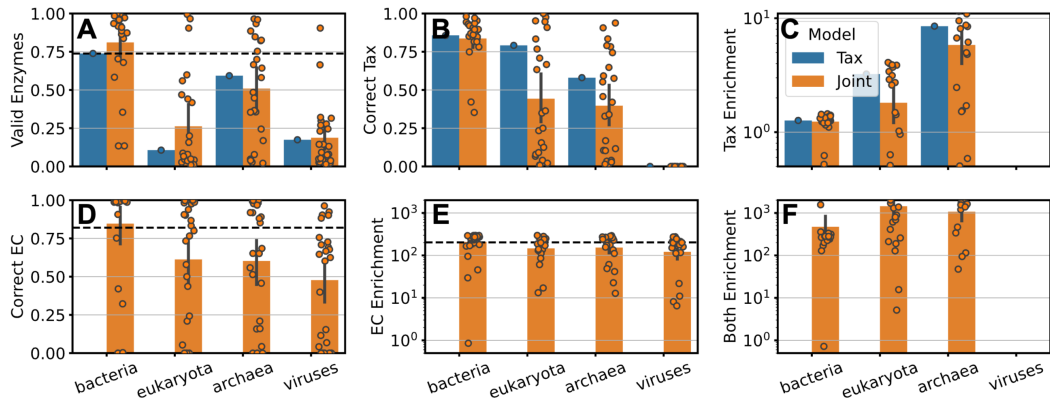 A
B
C
Valid Enzymes
1.00
0.75
0.50
0.25
0.00
Correct Tax
1.00
0.75
0.50
0.25
0.00
Tax Enrichment
10¹
10⁰
Model
Tax
Joint
D
E
F
Correct EC
1.00
0.75
0.50
0.25
0.00
bacteria
eukaryota
archaea
viruses
EC Enrichment
10³
10²
10¹
10⁰
bacteria
eukaryota
archaea
viruses
Both Enrichment
10³
10²
10¹
10⁰
bacteria
eukaryota
archaea
viruses